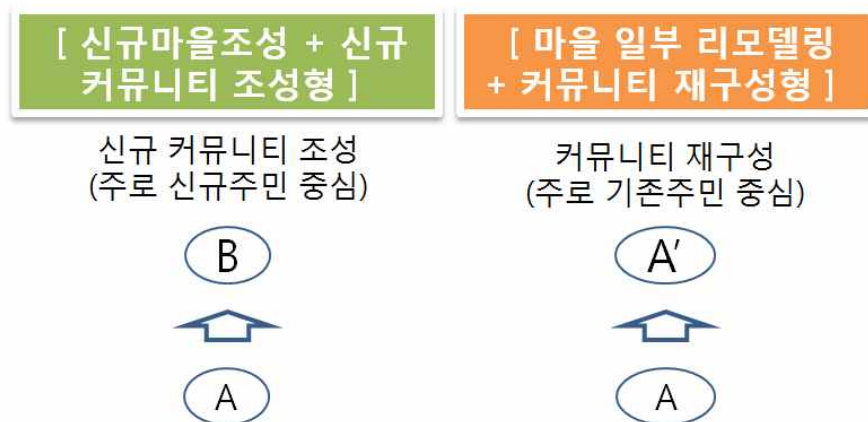 [ 신규마을조성 + 신규
커뮤니티 조성형 ]
신규 커뮤니티 조성
(주로 신규주민 중심)
B
A
[ 마을 일부 리모델링
+ 커뮤니티 재구성형 ]
커뮤니티 재구성
(주로 기존주민 중심)
A′
A